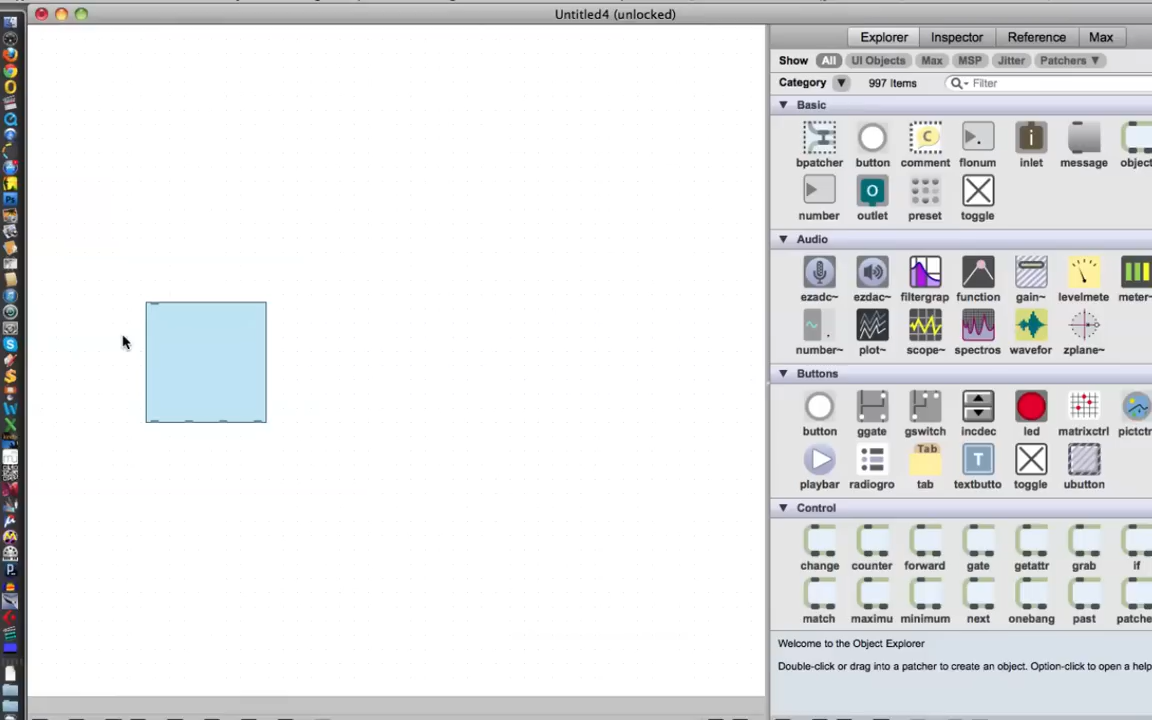 Untitled4 (unlocked)
Explorer Inspector Reference Max
Show All UI Objects Max MSP Jitter Patchers ▼
Category ▼ 997 items Filter
Basic
bpatcher button comment flonum inlet message object
number outlet preset toggle
Audio
ezadc~ ezdac~ filtergrap function gain~ levelmete meter~
number~ plot~ scope~ spectros wavefor zplane~
Buttons
button ggate gswitch incdec led matrixctrl pictctr
Tab
playbar radiogro tab textbutto toggle ubutton
Control
change counter forward gate getattr grab if
match maximu minimum next onebang past patche
Welcome to the Object Explorer
Double-click or drag into a patcher to create an object. Option-click to open a help